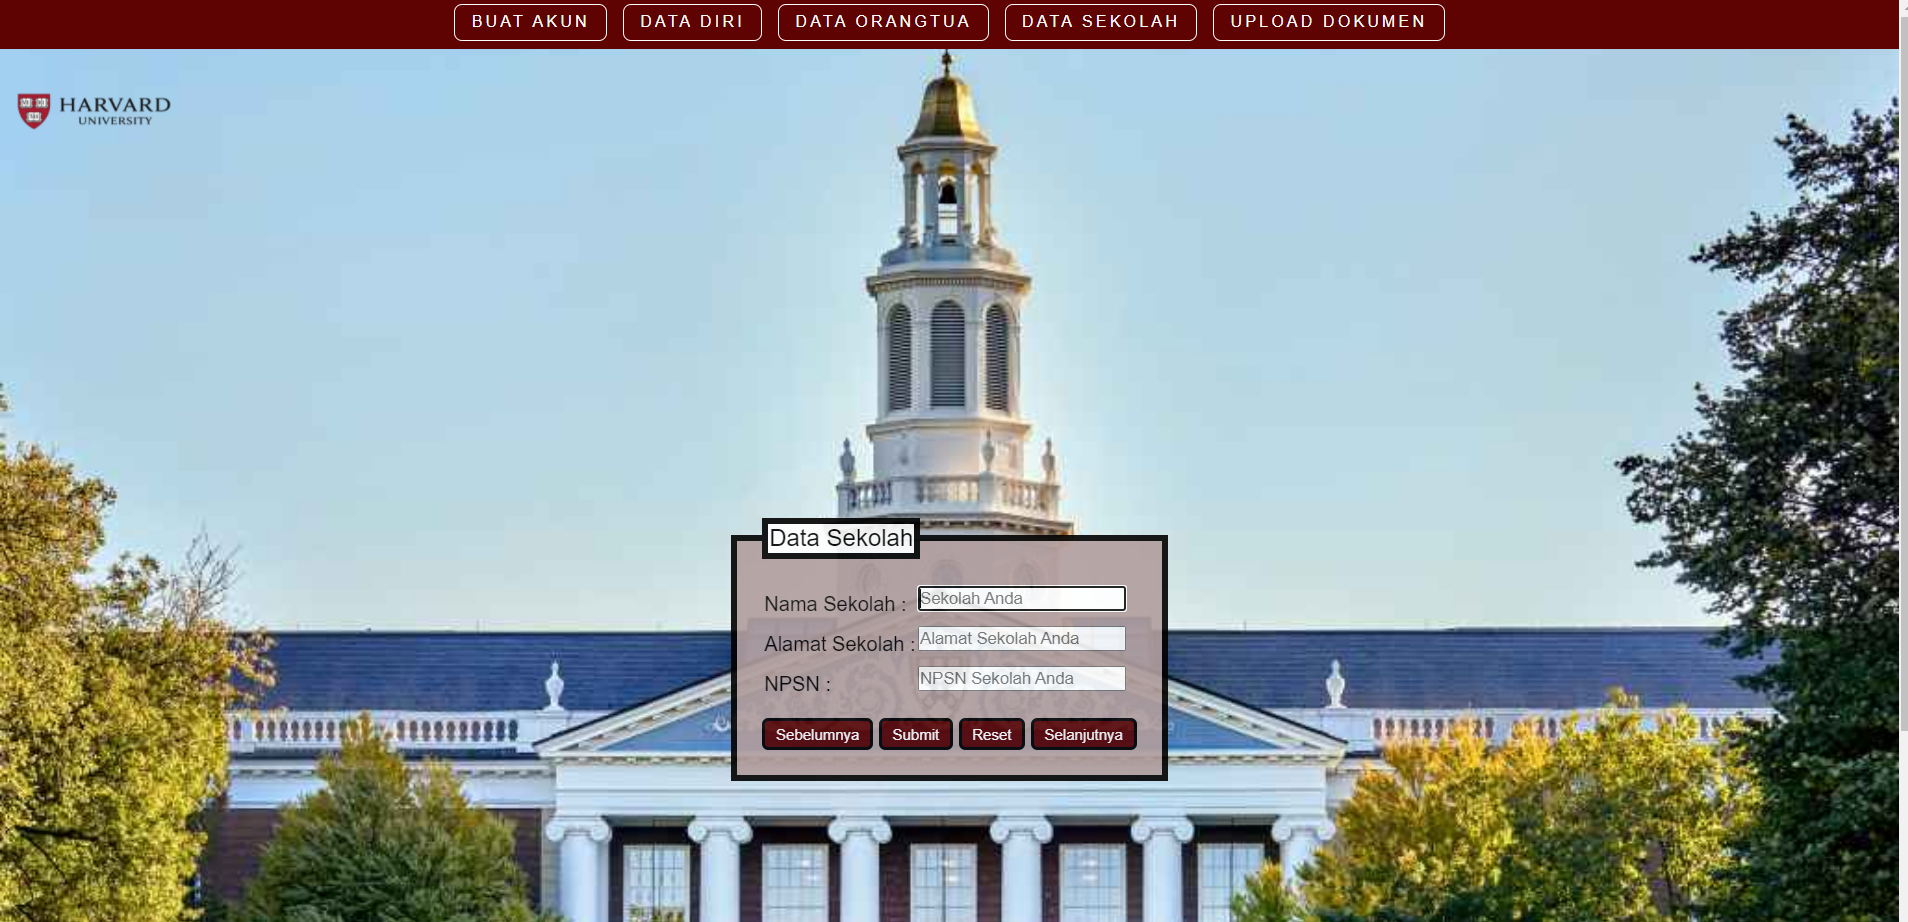 BUAT AKUN DATA DIRI DATA ORANGTUA DATA SEKOLAH UPLOAD DOKUMEN
HARVARD
UNIVERSITY
Data Sekolah
Nama Sekolah : Sekolah Anda
Alamat Sekolah : Alamat Sekolah Anda
NPSN : NPSN Sekolah Anda
Sebelumnya Submit Reset Selanjutnya